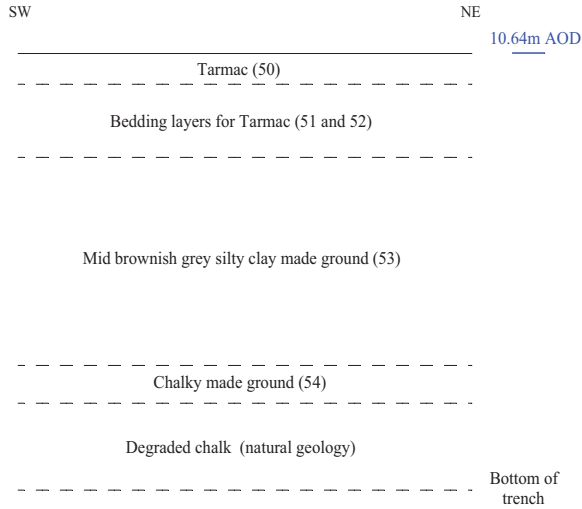 SW
NE
10.64m AOD
Tarmac (50)
Bedding layers for Tarmac (51 and 52)
Mid brownish grey silty clay made ground (53)
Chalky made ground (54)
Degraded chalk (natural geology)
Bottom of
trench